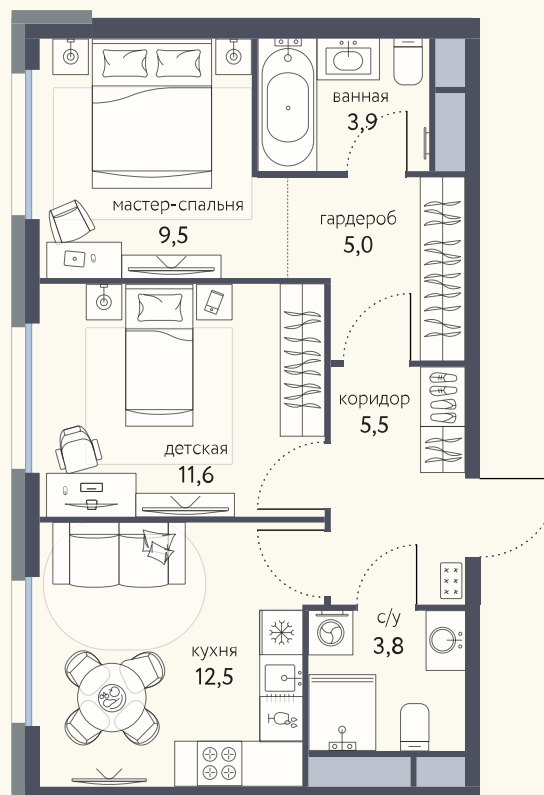 ванная
3,9
мастер-спальня
9,5
гардероб
5,0
коридор
5,5
детская
11,6
с/у
3,8
кухня
12,5